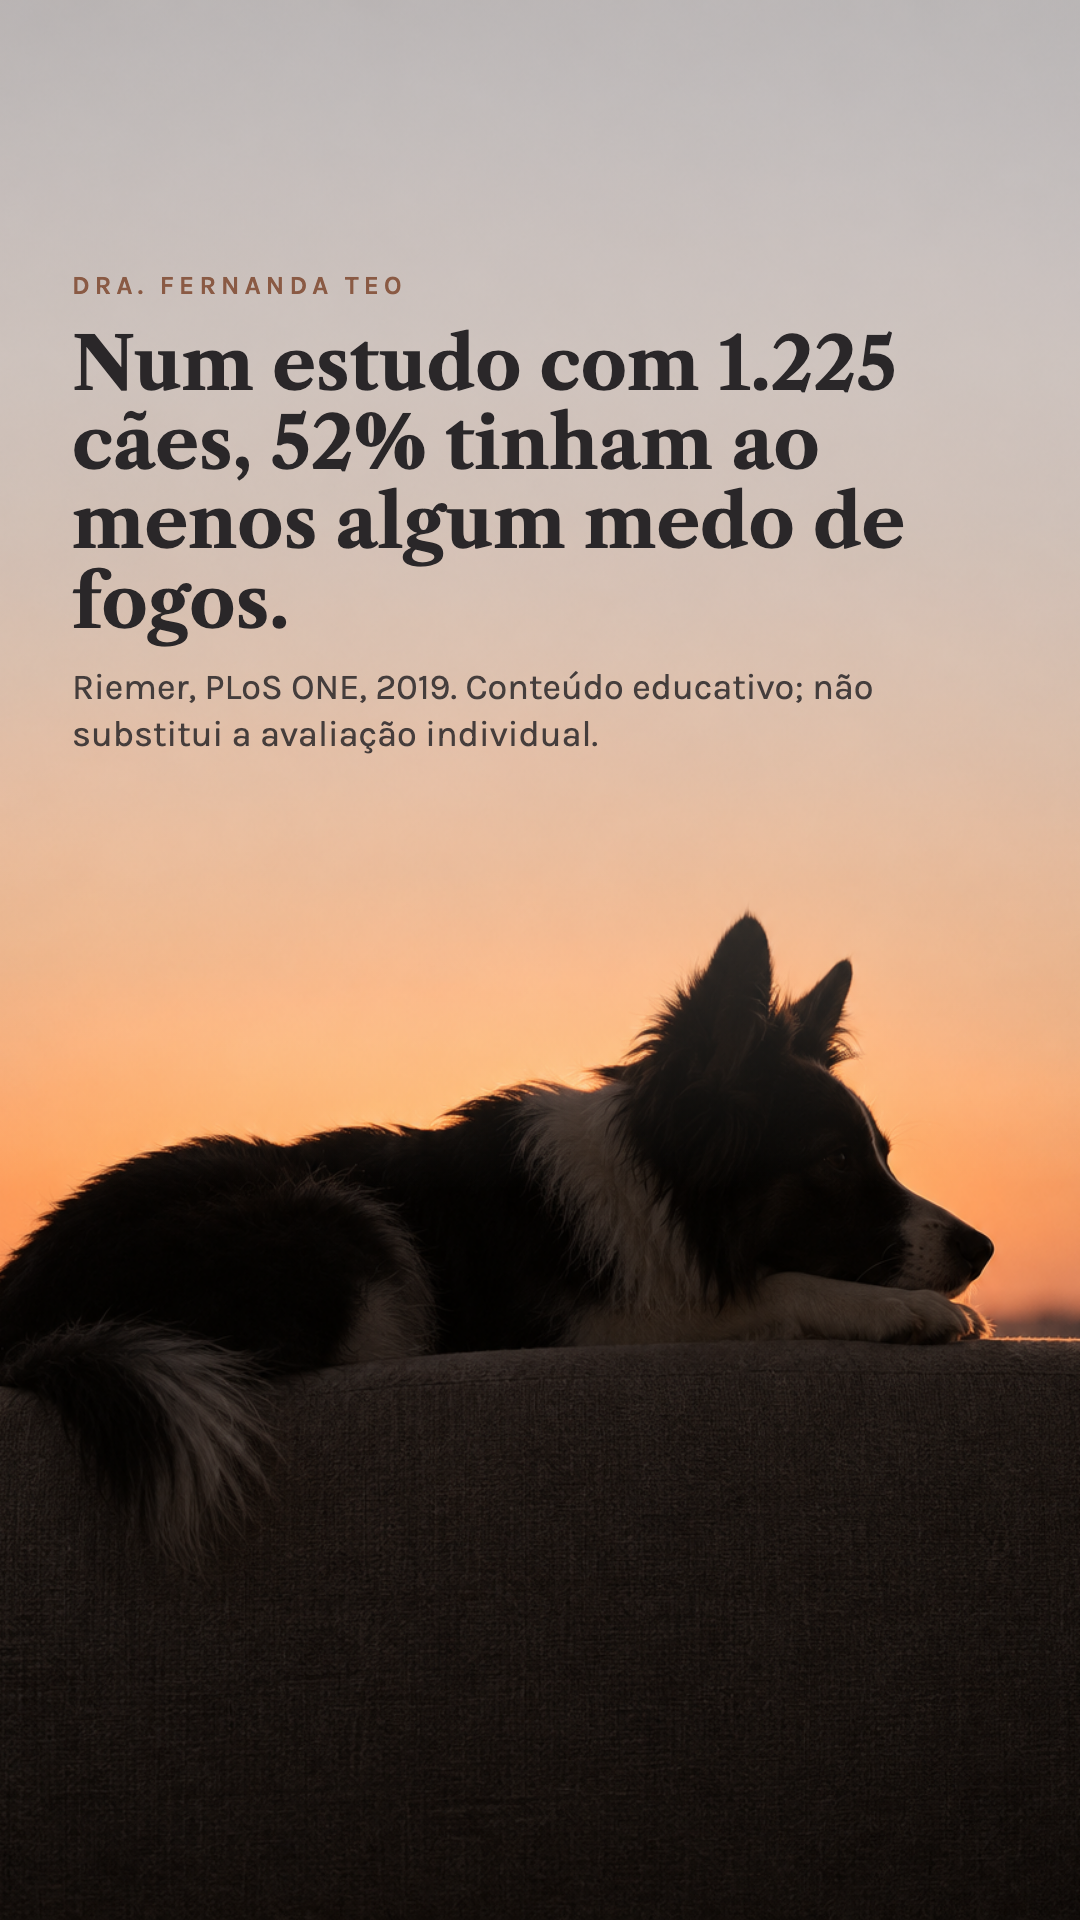 DRA. FERNANDA TEO
Num estudo com 1.225
cães, 52% tinham ao
menos algum medo de
fogos.
Riemer, PLoS ONE, 2019. Conteúdo educativo; não
substitui a avaliação individual.